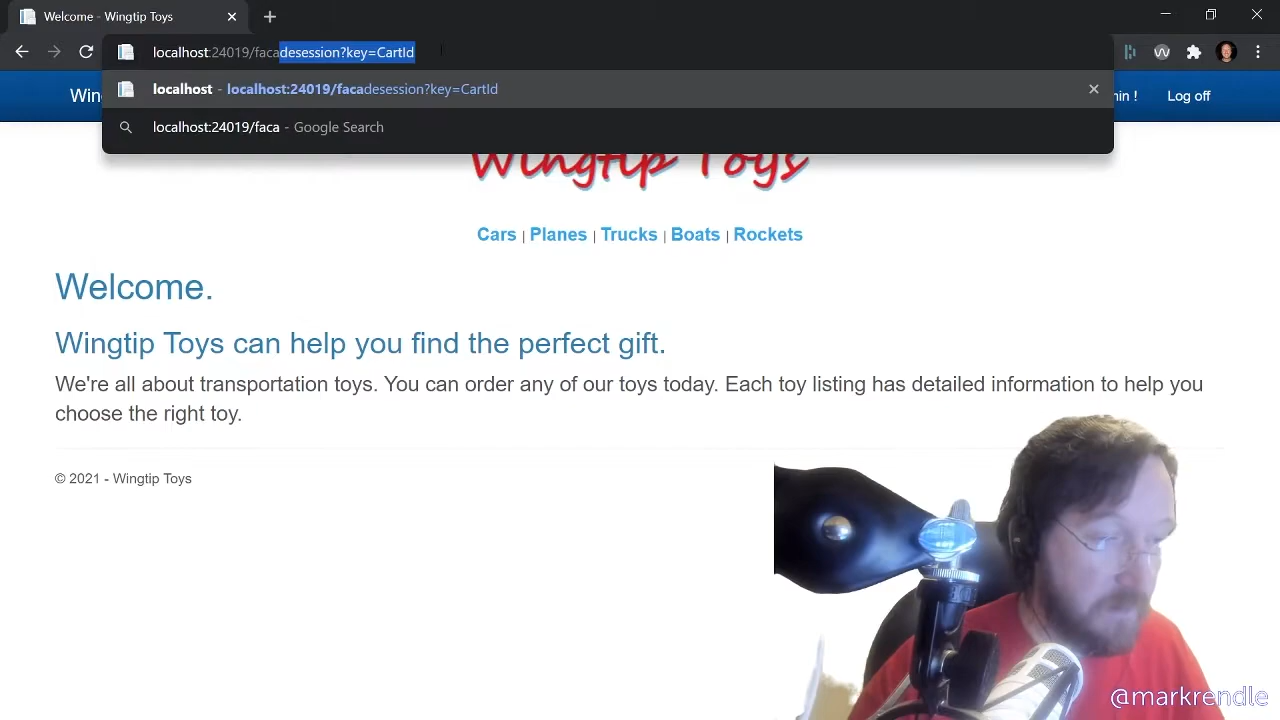 Welcome - Wingtip Toys
localhost:24019/facadesession?key=CartId
localhost - localhost:24019/facadesession?key=CartId
localhost:24019/faca - Google Search
Log off
Wingtip Toys
Cars | Planes | Trucks | Boats | Rockets
Welcome.
Wingtip Toys can help you find the perfect gift.
We're all about transportation toys. You can order any of our toys today. Each toy listing has detailed information to help you
choose the right toy.
© 2021 - Wingtip Toys
@markrendle